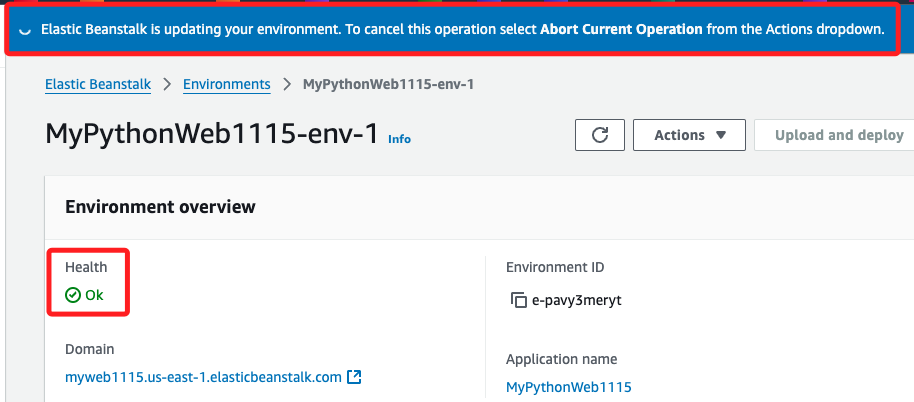 Elastic Beanstalk is updating your environment. To cancel this operation select Abort Current Operation from the Actions dropdown.
Elastic Beanstalk > Environments > MyPythonWeb1115-env-1
MyPythonWeb1115-env-1 Info
Actions
Upload and deploy
Environment overview
Health
Ok
Environment ID
e-pavy3meryt
Domain
myweb1115.us-east-1.elasticbeanstalk.com
Application name
MyPythonWeb1115